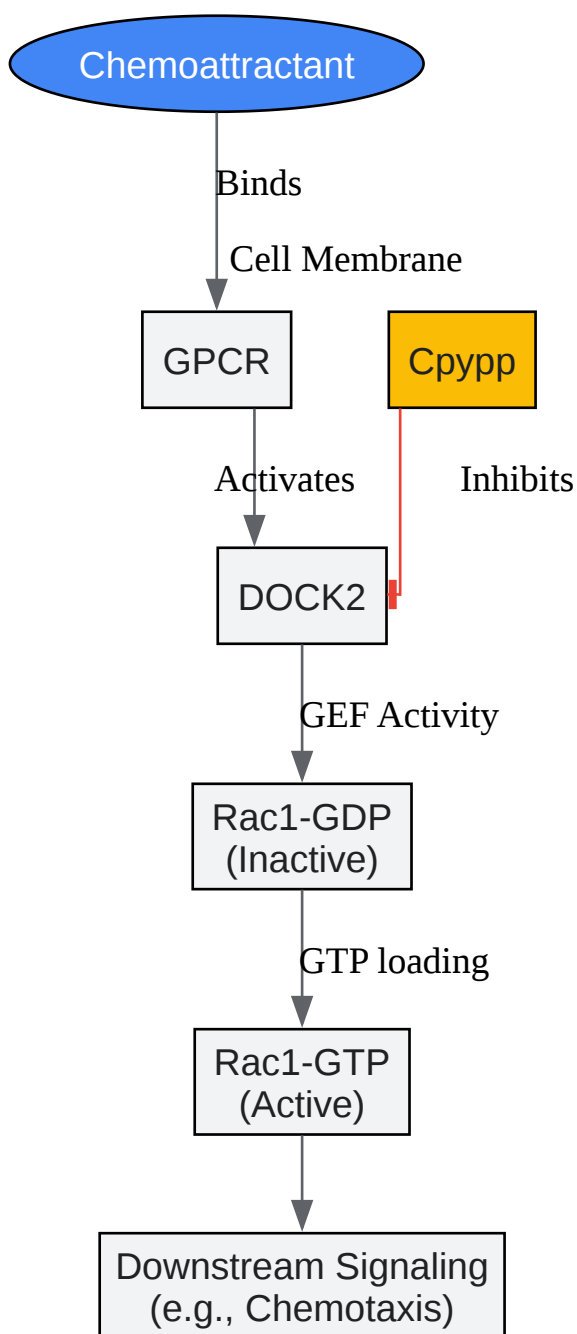 Chemoattractant
Binds
Cell Membrane
GPCR
Cpypp
Activates
Inhibits
DOCK2
GEF Activity
Rac1-GDP
(Inactive)
GTP loading
Rac1-GTP
(Active)
Downstream Signaling
(e.g., Chemotaxis)